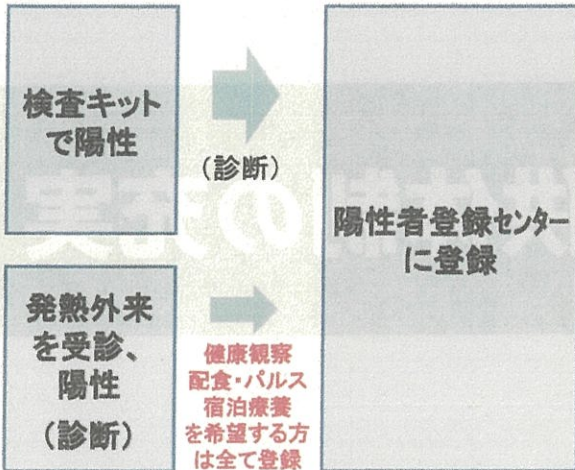 検査キット
で陽性
(診断)
陽性者登録センター
に登録
発熱外来
を受診、
陽性
(診断)
健康観察
配食・パルス
宿泊療養
を希望する方
は全て登録